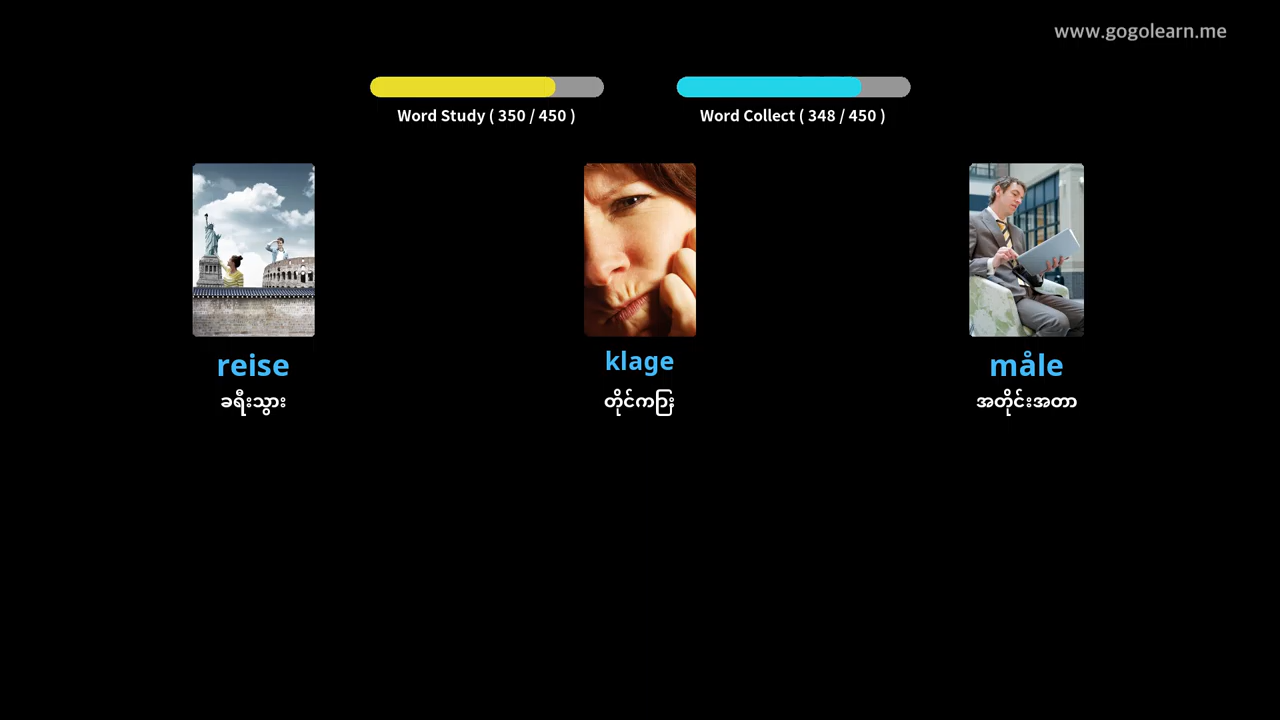 www.gogolearn.me
Word Study ( 350 / 450 )
Word Collect ( 348 / 450 )
reise
klage
måle
ခရီးသွား
တိုင်ကြား
အတိုင်းအတာ